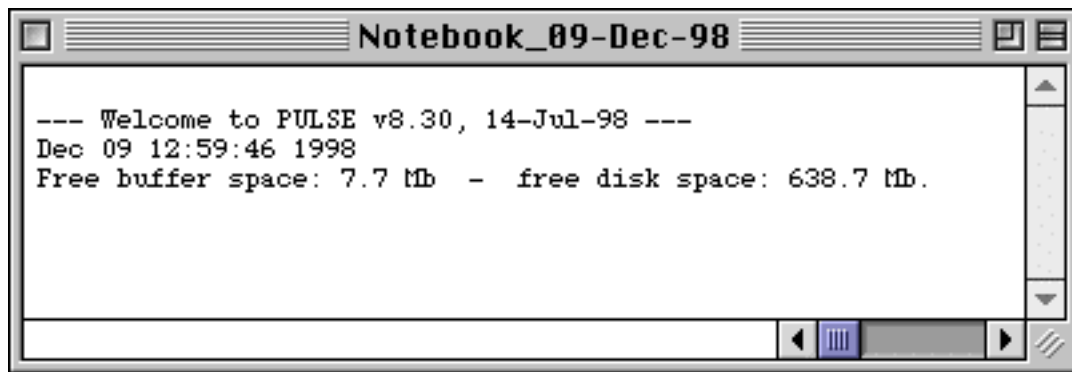 Notebook_09-Dec-98
--- Welcome to PULSE v8.30, 14-Jul-98 ---
Dec 09 12:59:46 1998
Free buffer space: 7.7 Mb  -  free disk space: 638.7 Mb.